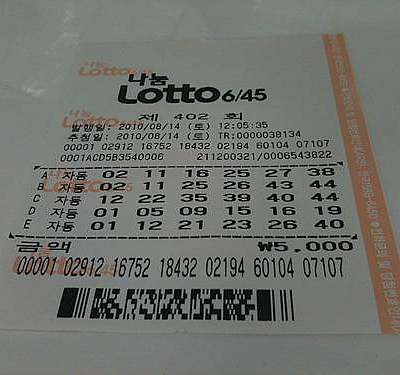 나눔
Lotto 6/45
제 402 회
발행일: 2010/08/14 (토) 12:05:35
추첨일: 2010/08/14 (토) TR:0000038134
00001 02912 16752 18432 02194 60104 07107
0001ACD5B3540006 211200321/0006543822
A 자동 02 11 16 25 27 38
B 자동 02 11 25 26 43 44
C 자동 12 22 35 39 40 44
D 자동 01 05 09 15 16 19
E 자동 01 10 21 28 26 40
금액 ₩5,000
00001 02912 16752 18432 02194 60104 07107